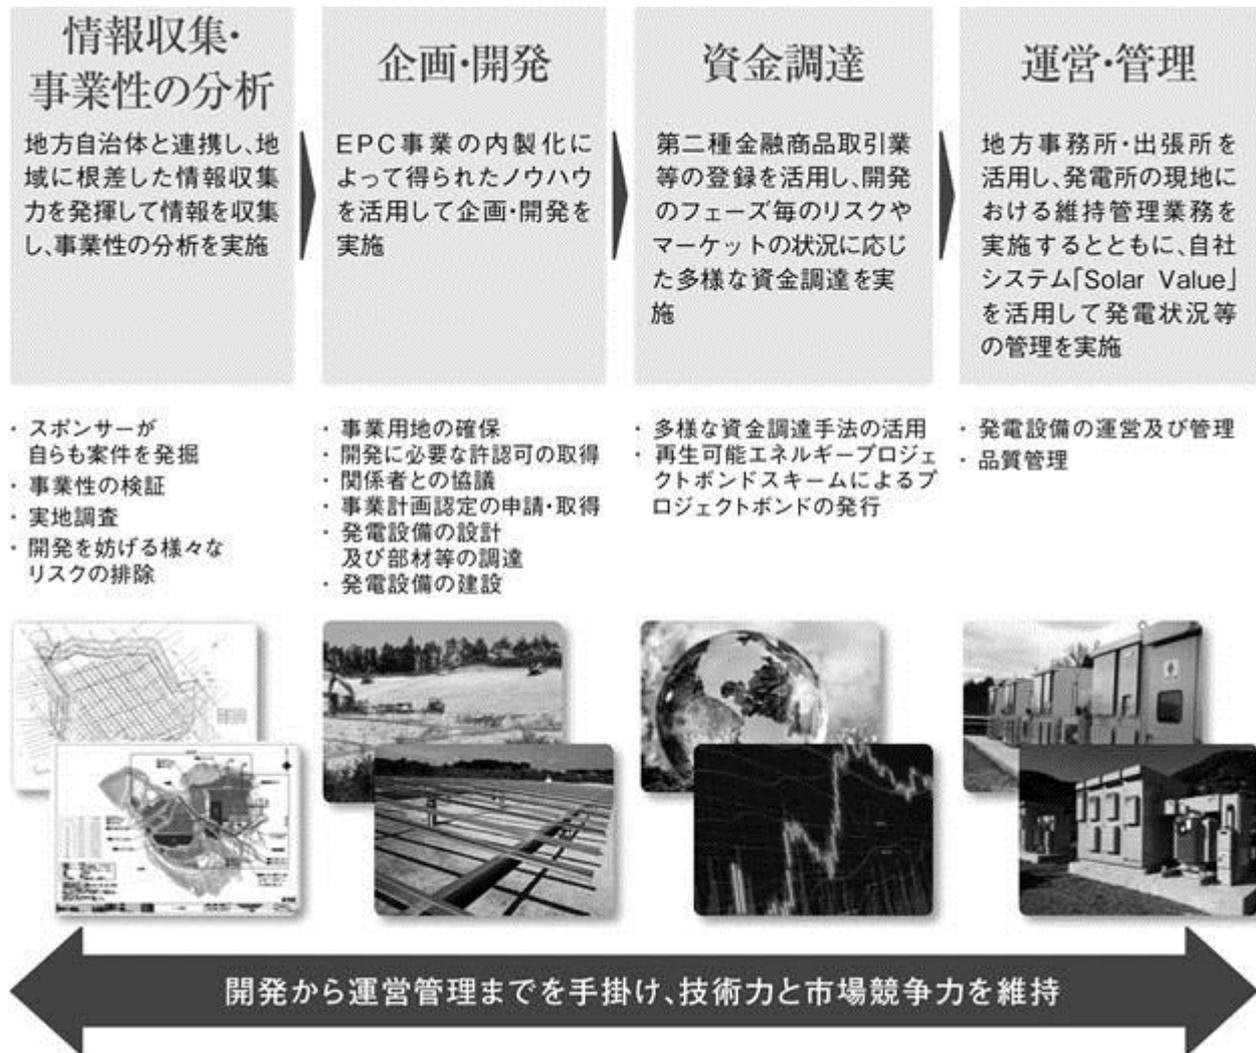 情報収集・
事業性の分析
地方自治体と連携し、地
域に根差した情報収集
力を発揮して情報を収集
し、事業性の分析を実施
企画・開発
EPC事業の内製化に
よって得られたノウハウ
を活用して企画・開発を
実施
資金調達
第二種金融商品取引業
等の登録を活用し、開発
のフェーズ毎のリスクや
マーケットの状況に応じ
た多様な資金調達を実
施
運営・管理
地方事務所・出張所を
活用し、発電所の現地に
おける維持管理業務を
実施するとともに、自社
システム「Solar Value」
を活用して発電状況等
の管理を実施
・ スポンサーが
自らも案件を発掘
・ 事業性の検証
・ 実地調査
・ 開発を妨げる様々な
リスクの排除
・ 事業用地の確保
・ 開発に必要な許認可の取得
・ 関係者との協議
・ 事業計画認定の申請・取得
・ 発電設備の設計
及び部材等の調達
・ 発電設備の建設
・ 多様な資金調達手法の活用
・ 再生可能エネルギープロジェ
クトボンドスキームによるプ
ロジェクトボンドの発行
・ 発電設備の運営及び管理
・ 品質管理
開発から運営管理までを手掛け、技術力と市場競争力を維持